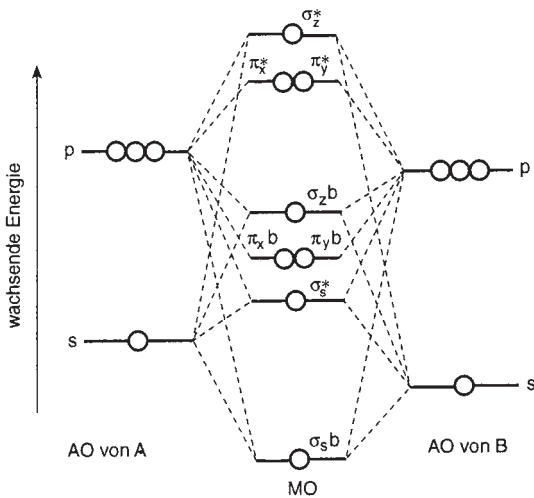 σ*z
π*x π*y
p
p
σzb
πxb πyb
σ*s
s
s
σsb
AO von A
AO von B
MO
wachsende Energie